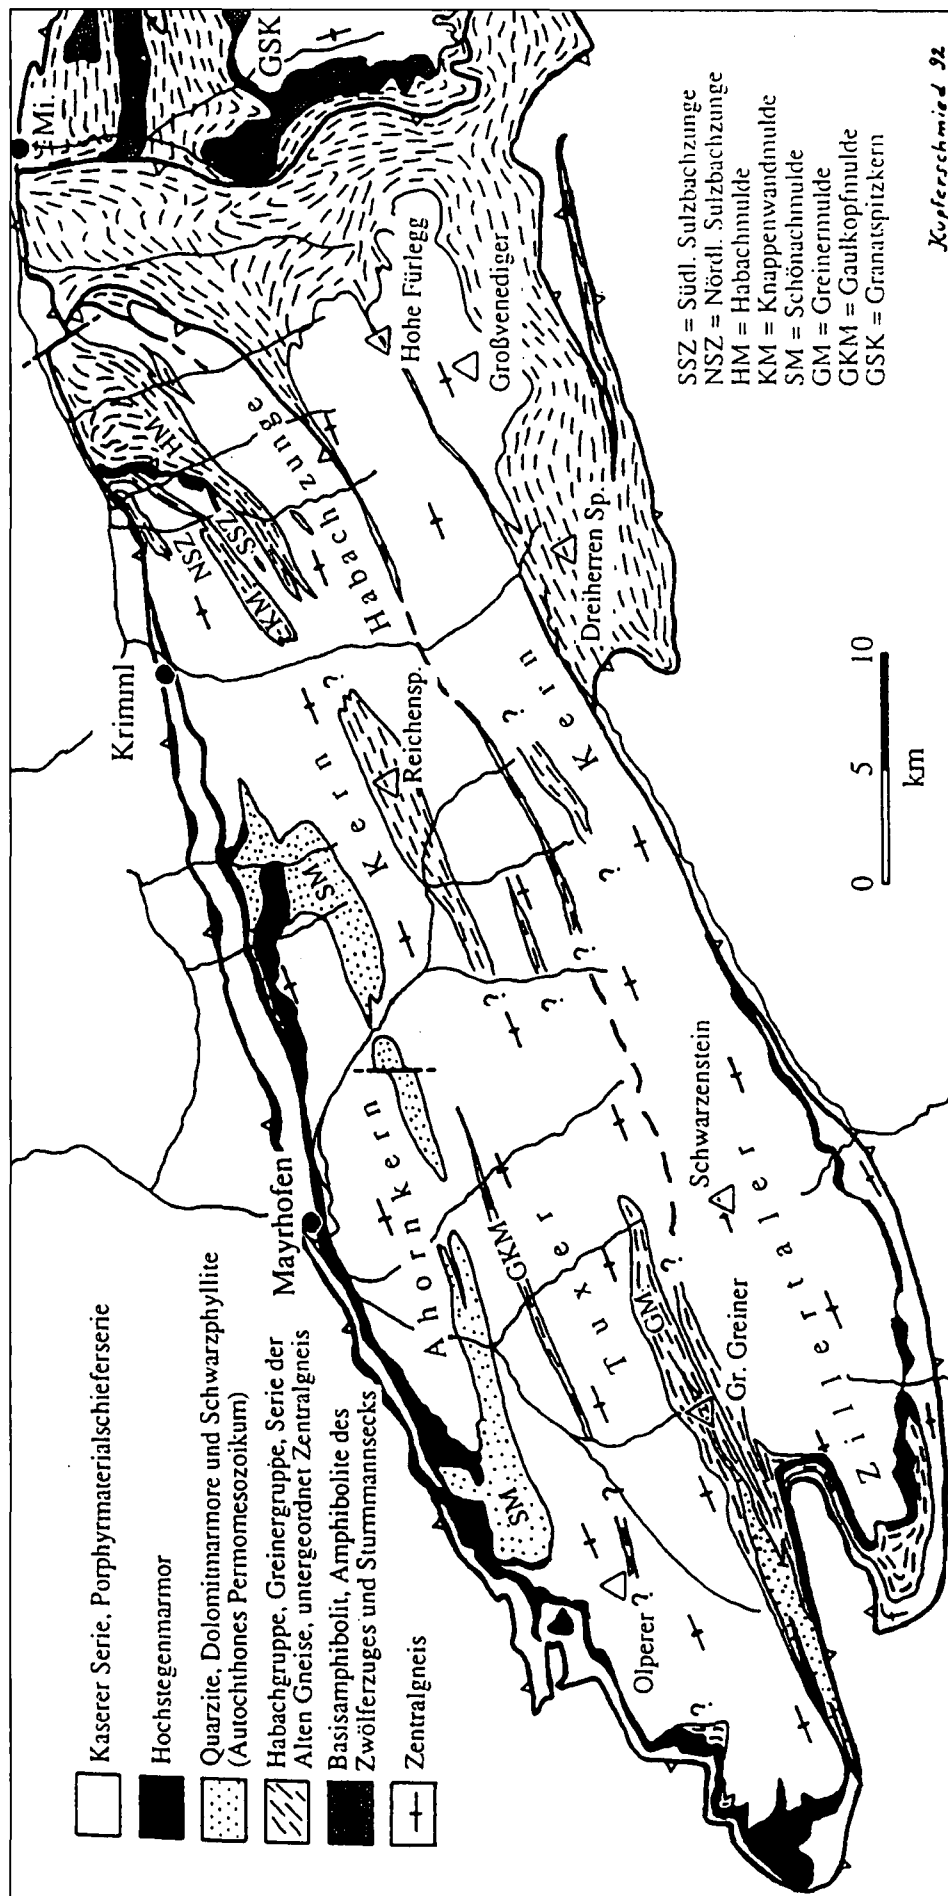 Kaserer Serie, Porphyrmaterialschieferserie
Hochstegenmarmor
Quarzite, Dolomitmarmore und Schwarzphyllite
(Autochthones Permomesozoikum)
Habachgruppe, Greinergruppe, Serie der
Alten Gneise, untergeordnet Zentralgneis
Basisamphibolit, Amphibolite des
Zwölferzuges und Sturmmannsecks
Zentralgneis
Mayrhofen
Krimml
Mi.
GSK
HM
NSZ
SSZ
KM
SM
SM
Ahornkern
GKM
Tuxer Kern
Reichensp.
Habachzunge
Hohe Fürlegg
Großvenediger
Dreiherren Sp.
Olperer
GM
Gr. Greiner
Schwarzenstein
Zillertaler Kern
?
?
?
?
?
?
?
?
?
?
f
0 5 10
km
SSZ = Südl. Sulzbachzunge
NSZ = Nördl. Sulzbachzunge
HM = Habachmulde
KM = Knappenwandmulde
SM = Schönachmulde
GM = Greinermulde
GKM = Gaulkopfmulde
GSK = Granatspitzkern
Kupferschmied 92